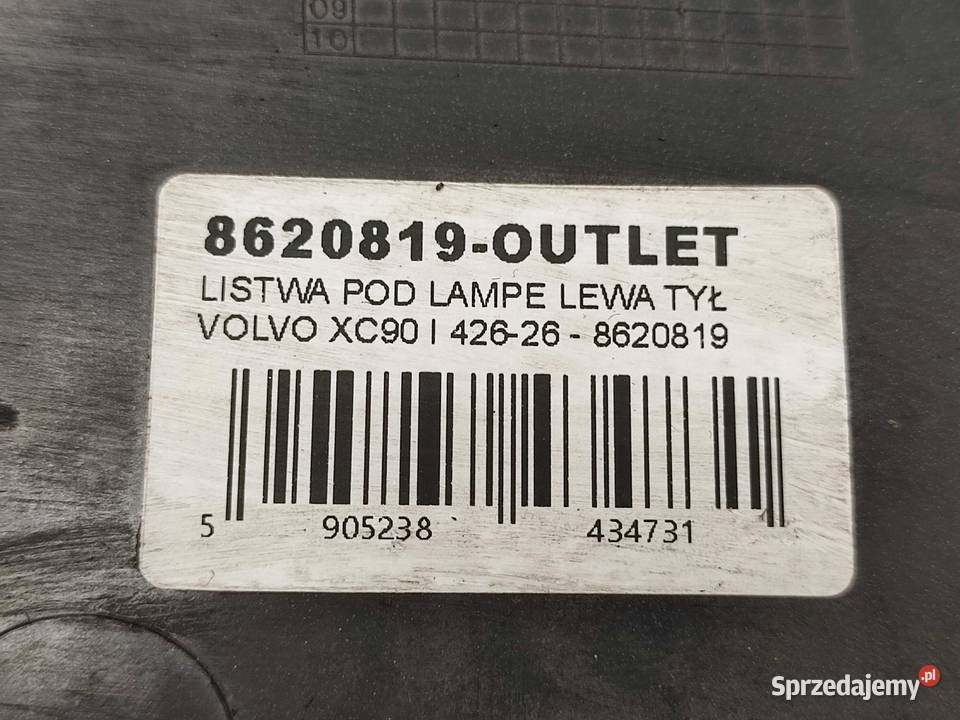 09
10
8620819-OUTLET
LISTWA POD LAMPE LEWA TYŁ
VOLVO XC90 I 426-26 - 8620819
5 905238 434731
Sprzedajemy.pl